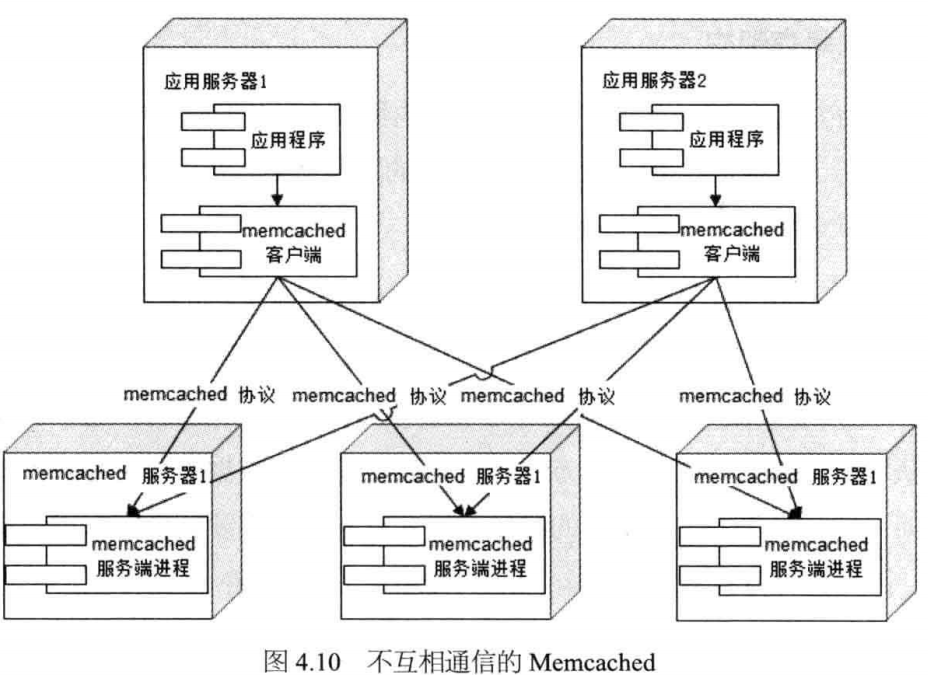 应用服务器1
应用服务器2
应用程序
应用程序
memcached
客户端
memcached
客户端
memcached 协议
memcached 协议
memcached 协议
memcached 协议
memcached 服务器1
memcached 服务器1
memcached 服务器1
memcached
服务端进程
memcached
服务端进程
memcached
服务端进程
图 4.10 不互相通信的 Memcached